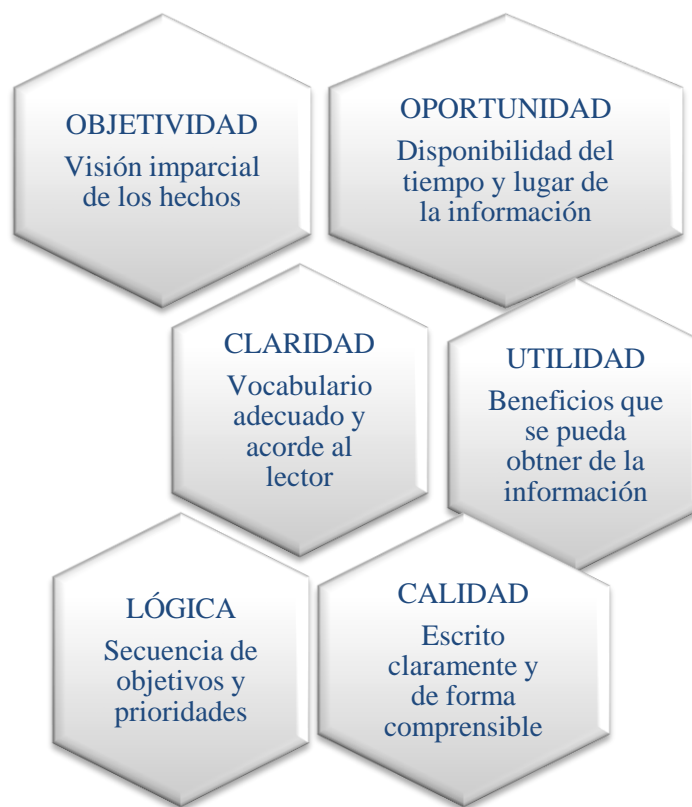 OBJETIVIDAD
Visión imparcial
de los hechos
OPORTUNIDAD
Disponibilidad del
tiempo y lugar de
la información
CLARIDAD
Vocabulario
adecuado y
acorde al
lector
UTILIDAD
Beneficios que
se pueda
obtner de la
información
LÓGICA
Secuencia de
objetivos y
prioridades
CALIDAD
Escrito
claramente y
de forma
comprensible